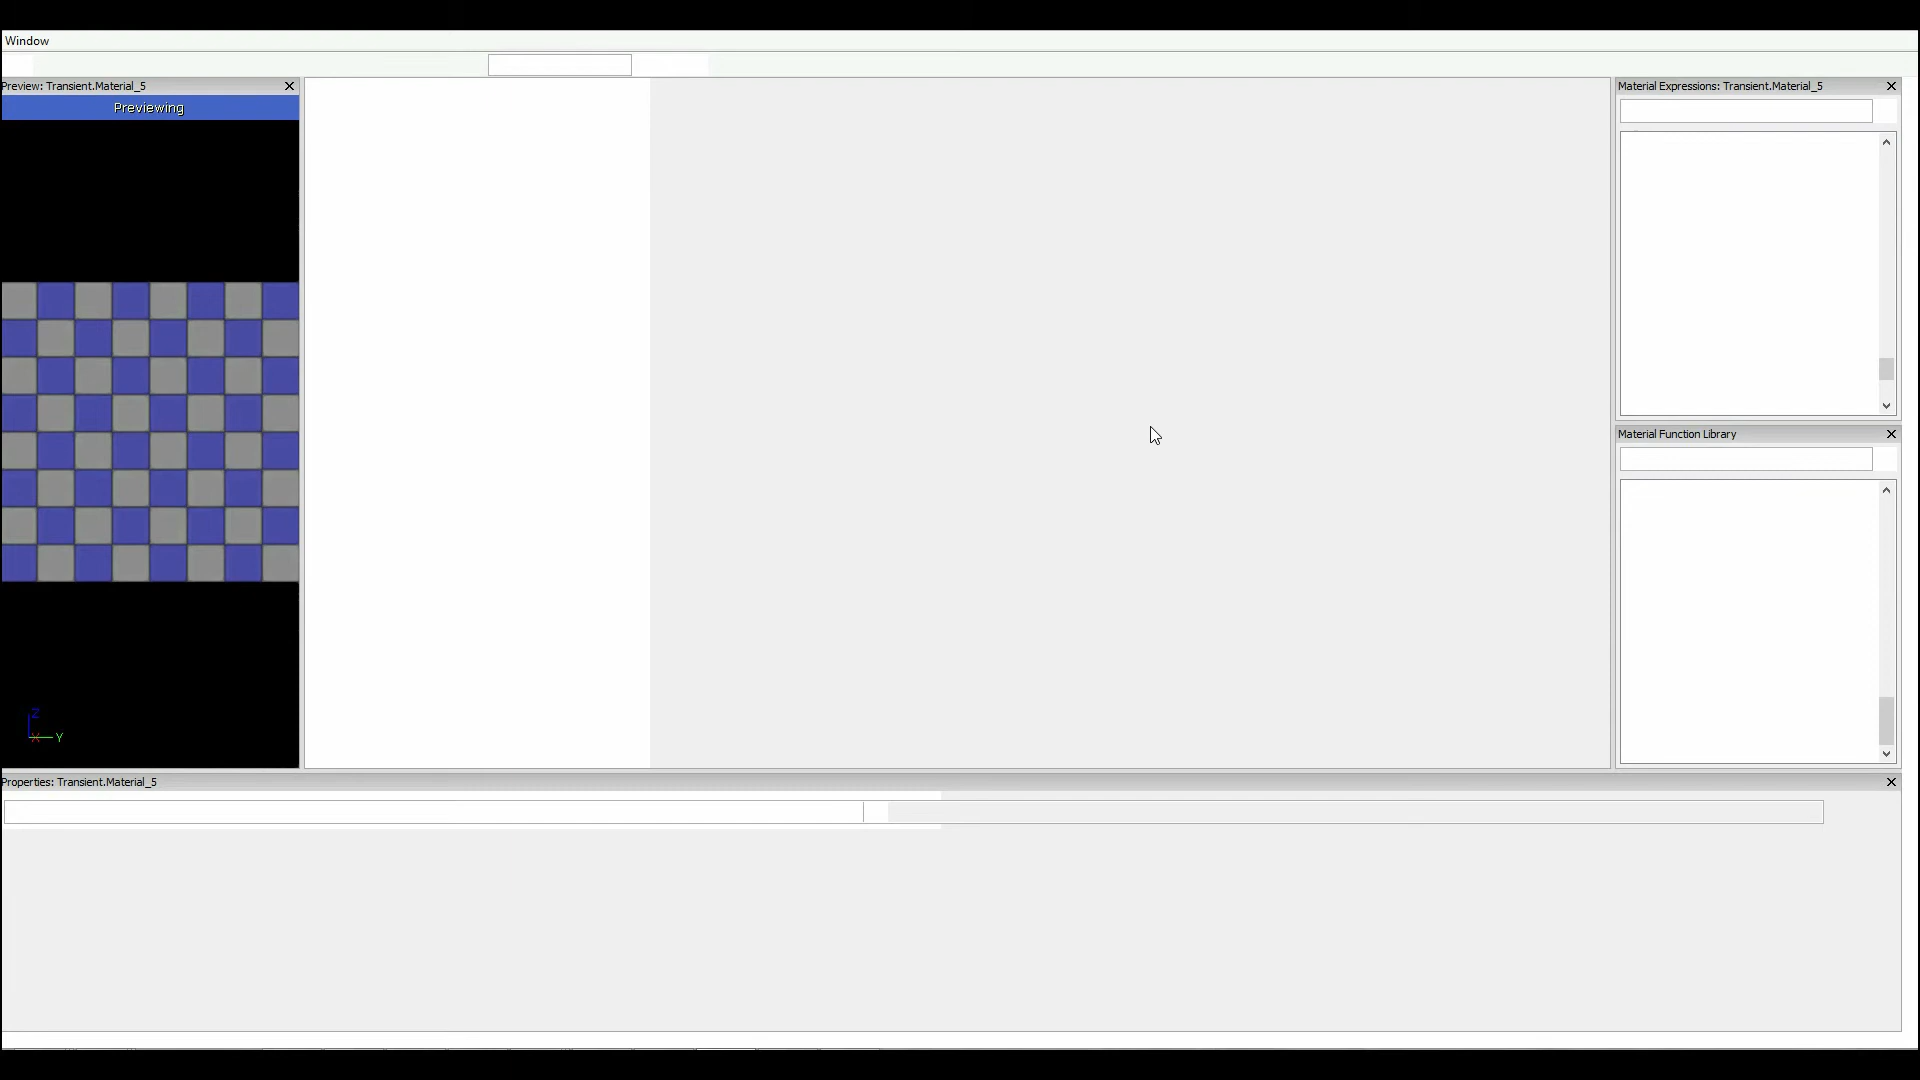 Window
Preview: Transient.Material_5
Previewing
Z
X
Y
Material Expressions: Transient.Material_5
Material Function Library
Properties: Transient.Material_5